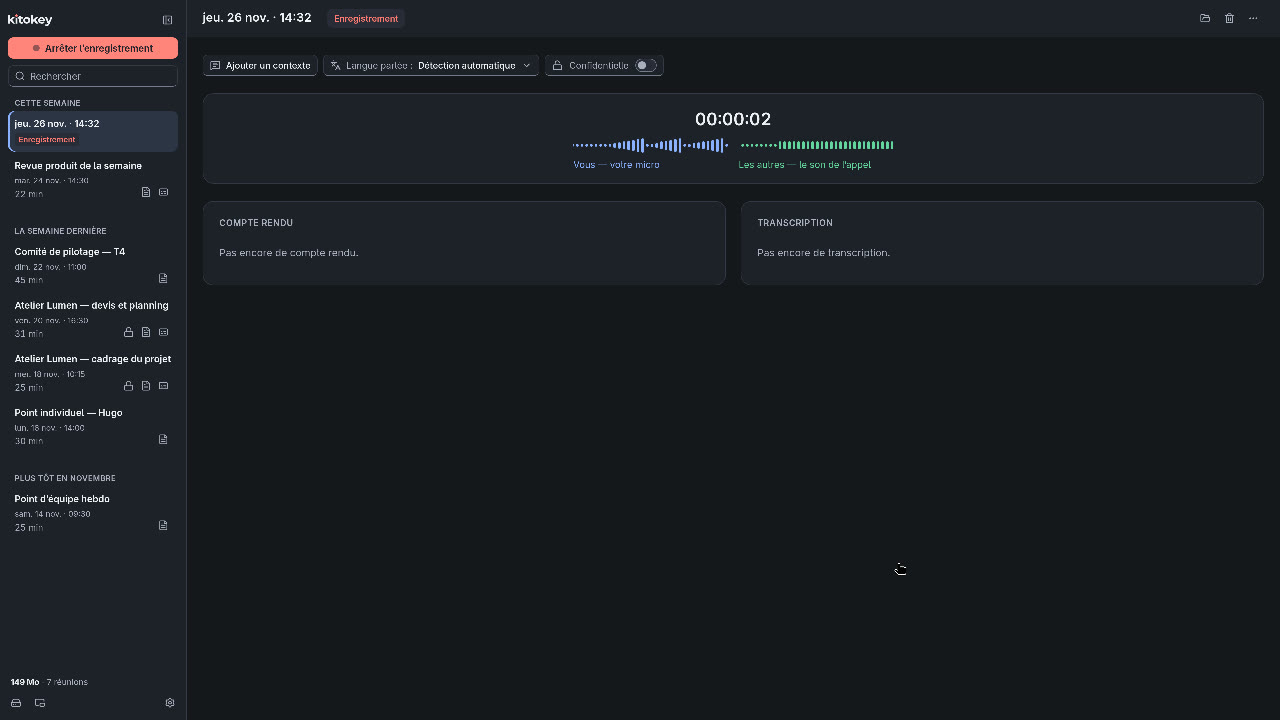 kitokey
Arrêter l'enregistrement
Rechercher
CETTE SEMAINE
jeu. 26 nov. · 14:32
Enregistrement
Revue produit de la semaine
mar. 24 nov. · 14:30
22 min
LA SEMAINE DERNIÈRE
Comité de pilotage — T4
dim. 22 nov. · 11:00
45 min
Atelier Lumen — devis et planning
ven. 20 nov. · 16:30
31 min
Atelier Lumen — cadrage du projet
mer. 18 nov. · 10:15
25 min
Point individuel — Hugo
lun. 16 nov. · 14:00
30 min
PLUS TÔT EN NOVEMBRE
Point d'équipe hebdo
sam. 14 nov. · 09:30
25 min
149 Mo · 7 réunions
jeu. 26 nov. · 14:32
Enregistrement
Ajouter un contexte
Langue parlée : Détection automatique
Confidentielle
00:00:02
Vous — votre micro
Les autres — le son de l'appel
COMPTE RENDU
Pas encore de compte rendu.
TRANSCRIPTION
Pas encore de transcription.